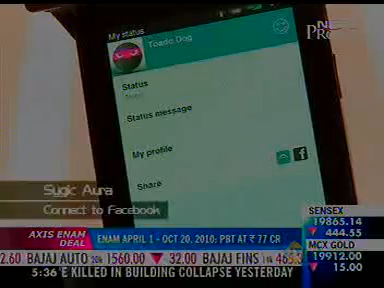 My status
Toado Dog
Status
Status message
My profile
Share
Sygic Aura
Connect to Facebook
SENSEX
19865.14
444.55
MCX GOLD
19912.00
15.00
AXIS ENAM
DEAL
ENAM APRIL 1 - OCT 20, 2010: PBT AT ₹ 77 CR
2.60 BAJAJ AUTO 1560.00 32.00 BAJAJ FINS 465.3
5:36 'E KILLED IN BUILDING COLLAPSE YESTERDAY